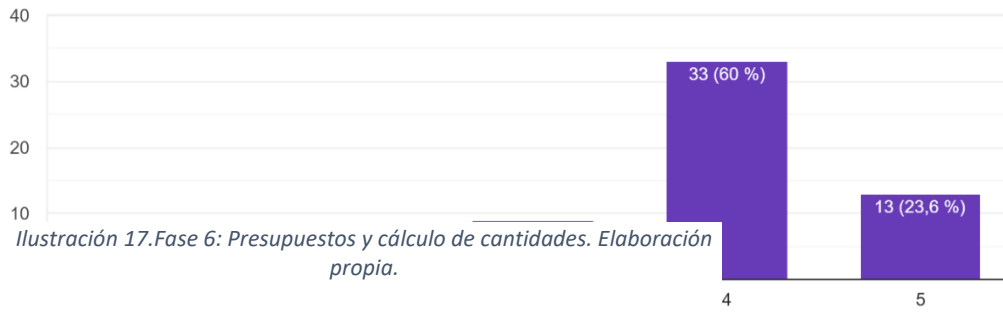 40
30
20
10
33 (60 %)
13 (23,6 %)
Ilustración 17.Fase 6: Presupuestos y cálculo de cantidades. Elaboración
propia.
4
5